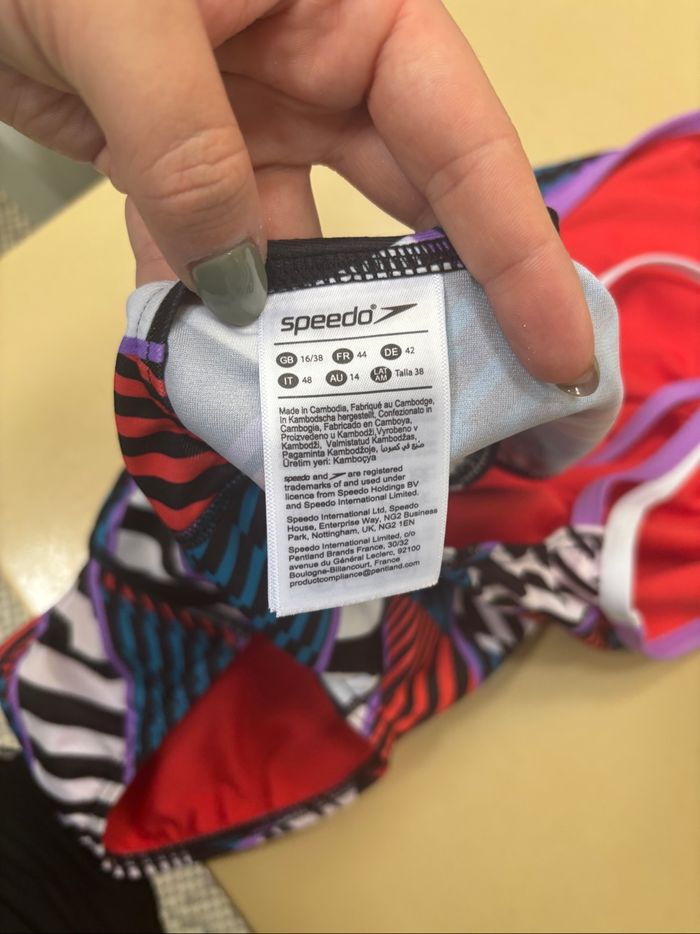 speedo®
GB 16/38 FR 44 DE 42
IT 48 AU 14 LAT AM Talla 38
Made in Cambodia, Fabriqué au Cambodge,
In Kambodscha hergestellt, Confezionato in
Cambogia, Fabricado en Camboya,
Proizvedeno u Kambodži,Vyrobeno v
Kambodži, Valmistatud Kambodžas,
Pagaminta Kambodžoje, صنع في كمبوديا
Üretim yeri: Kamboçya
speedo and are registered
trademarks of and used under
licence from Speedo Holdings BV
and Speedo International Limited.
Speedo International Ltd, Speedo
House, Enterprise Way, NG2 Business
Park, Nottingham, UK, NG2 1EN
Speedo International Limited, c/o
Pentland Brands France, 30/32
avenue du Général Leclerc, 92100
Boulogne-Billancourt, France
productcompliance@pentland.com